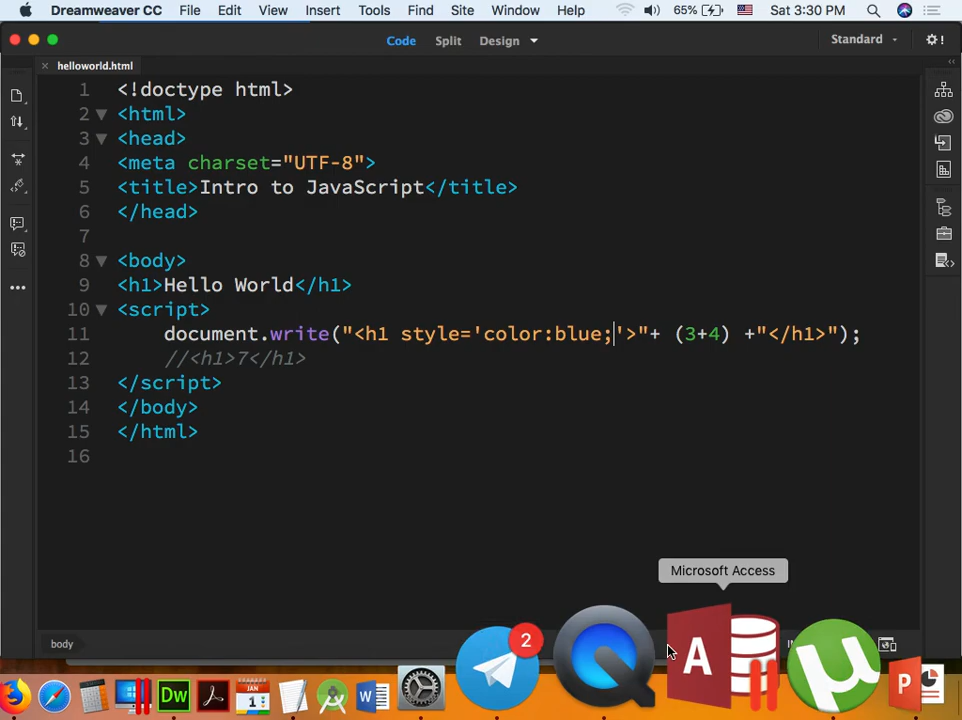 Dreamweaver CC File Edit View Insert Tools Find Site Window Help 65% Sat 3:30 PM
Code Split Design Standard
helloworld.html
1 <!doctype html>
2 <html>
3 <head>
4 <meta charset="UTF-8">
5 <title>Intro to JavaScript</title>
6 </head>
7
8 <body>
9 <h1>Hello World</h1>
10 <script>
11 document.write("<h1 style='color:blue;'>"+ (3+4) +"</h1>");
12 //<h1>7</h1>
13 </script>
14 </body>
15 </html>
16
Microsoft Access
body
2
A
µ
Dw
JAN
1
W
P